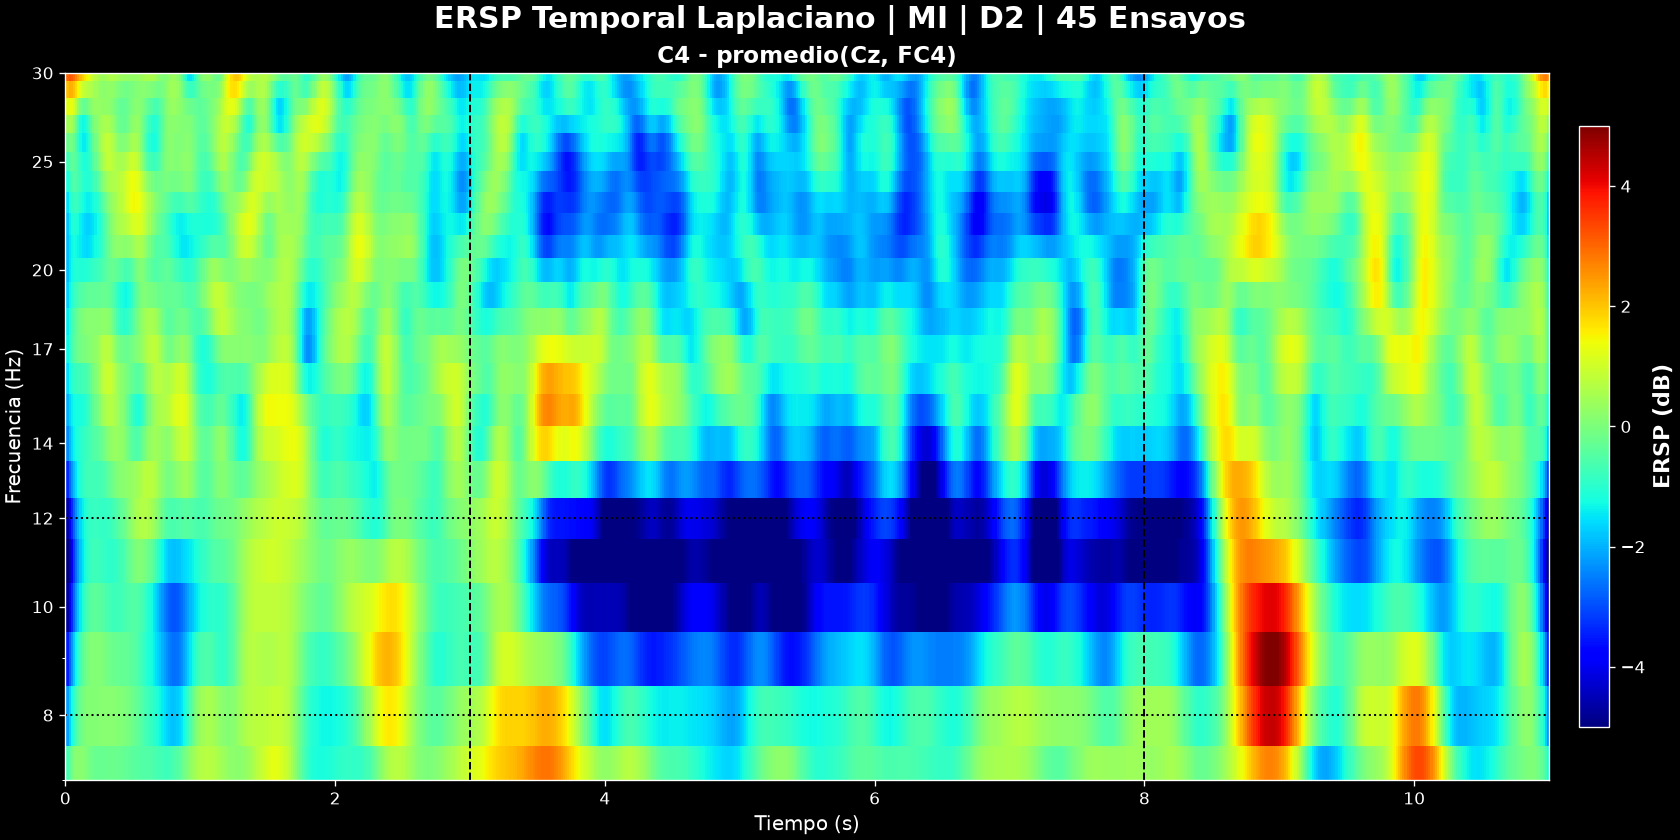 ERSP Temporal Laplaciano | MI | D2 | 45 Ensayos
C4 - promedio(Cz, FC4)
Frecuencia (Hz)
30
25
20
17
14
12
10
8
0 2 4 6 8 10
Tiempo (s)
4
2
0
−2
−4
ERSP (dB)